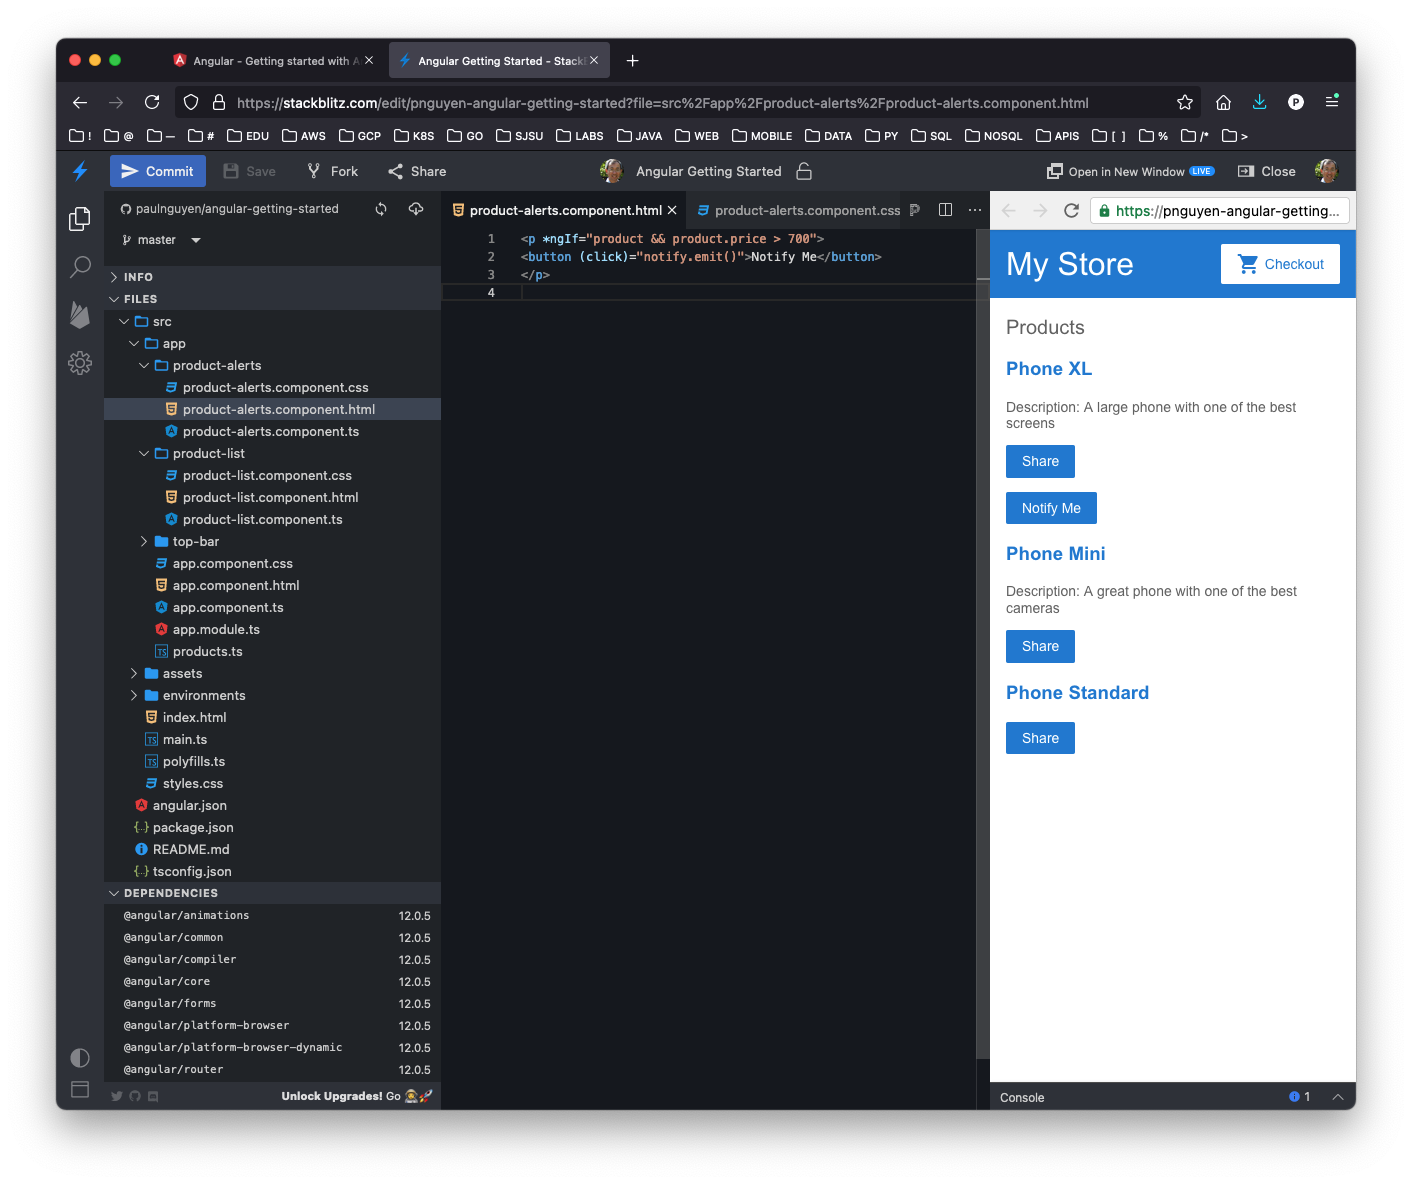 Angular - Getting started with A
Angular Getting Started - StackB
https://stackblitz.com/edit/pnguyen-angular-getting-started?file=src%2Fapp%2Fproduct-alerts%2Fproduct-alerts.component.html
P
! @ — # EDU AWS GCP K8S GO SJSU LABS JAVA WEB MOBILE DATA PY SQL NOSQL APIS [ ] % /* >
Commit Save Fork Share
Angular Getting Started
Open in New Window LIVE Close
paulnguyen/angular-getting-started
master
INFO
FILES
src
app
product-alerts
product-alerts.component.css
product-alerts.component.html
product-alerts.component.ts
product-list
product-list.component.css
product-list.component.html
product-list.component.ts
top-bar
app.component.css
app.component.html
app.component.ts
app.module.ts
products.ts
assets
environments
index.html
main.ts
polyfills.ts
styles.css
angular.json
package.json
README.md
tsconfig.json
DEPENDENCIES
@angular/animations 12.0.5
@angular/common 12.0.5
@angular/compiler 12.0.5
@angular/core 12.0.5
@angular/forms 12.0.5
@angular/platform-browser 12.0.5
@angular/platform-browser-dynamic 12.0.5
@angular/router 12.0.5
Unlock Upgrades! Go
product-alerts.component.html product-alerts.component.css
1 <p *ngIf="product && product.price > 700">
2 <button (click)="notify.emit()">Notify Me</button>
3 </p>
4
https://pnguyen-angular-getting...
My Store
Checkout
Products
Phone XL
Description: A large phone with one of the best
screens
Share
Notify Me
Phone Mini
Description: A great phone with one of the best
cameras
Share
Phone Standard
Share
Console
1